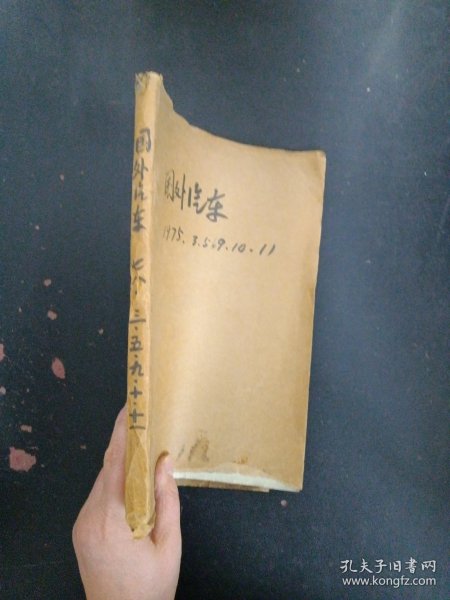 国外汽车
1975.3.5.9.10.11
国外汽车 七
三·五·九·十·十一
孔夫子旧书网
www.kongfz.com